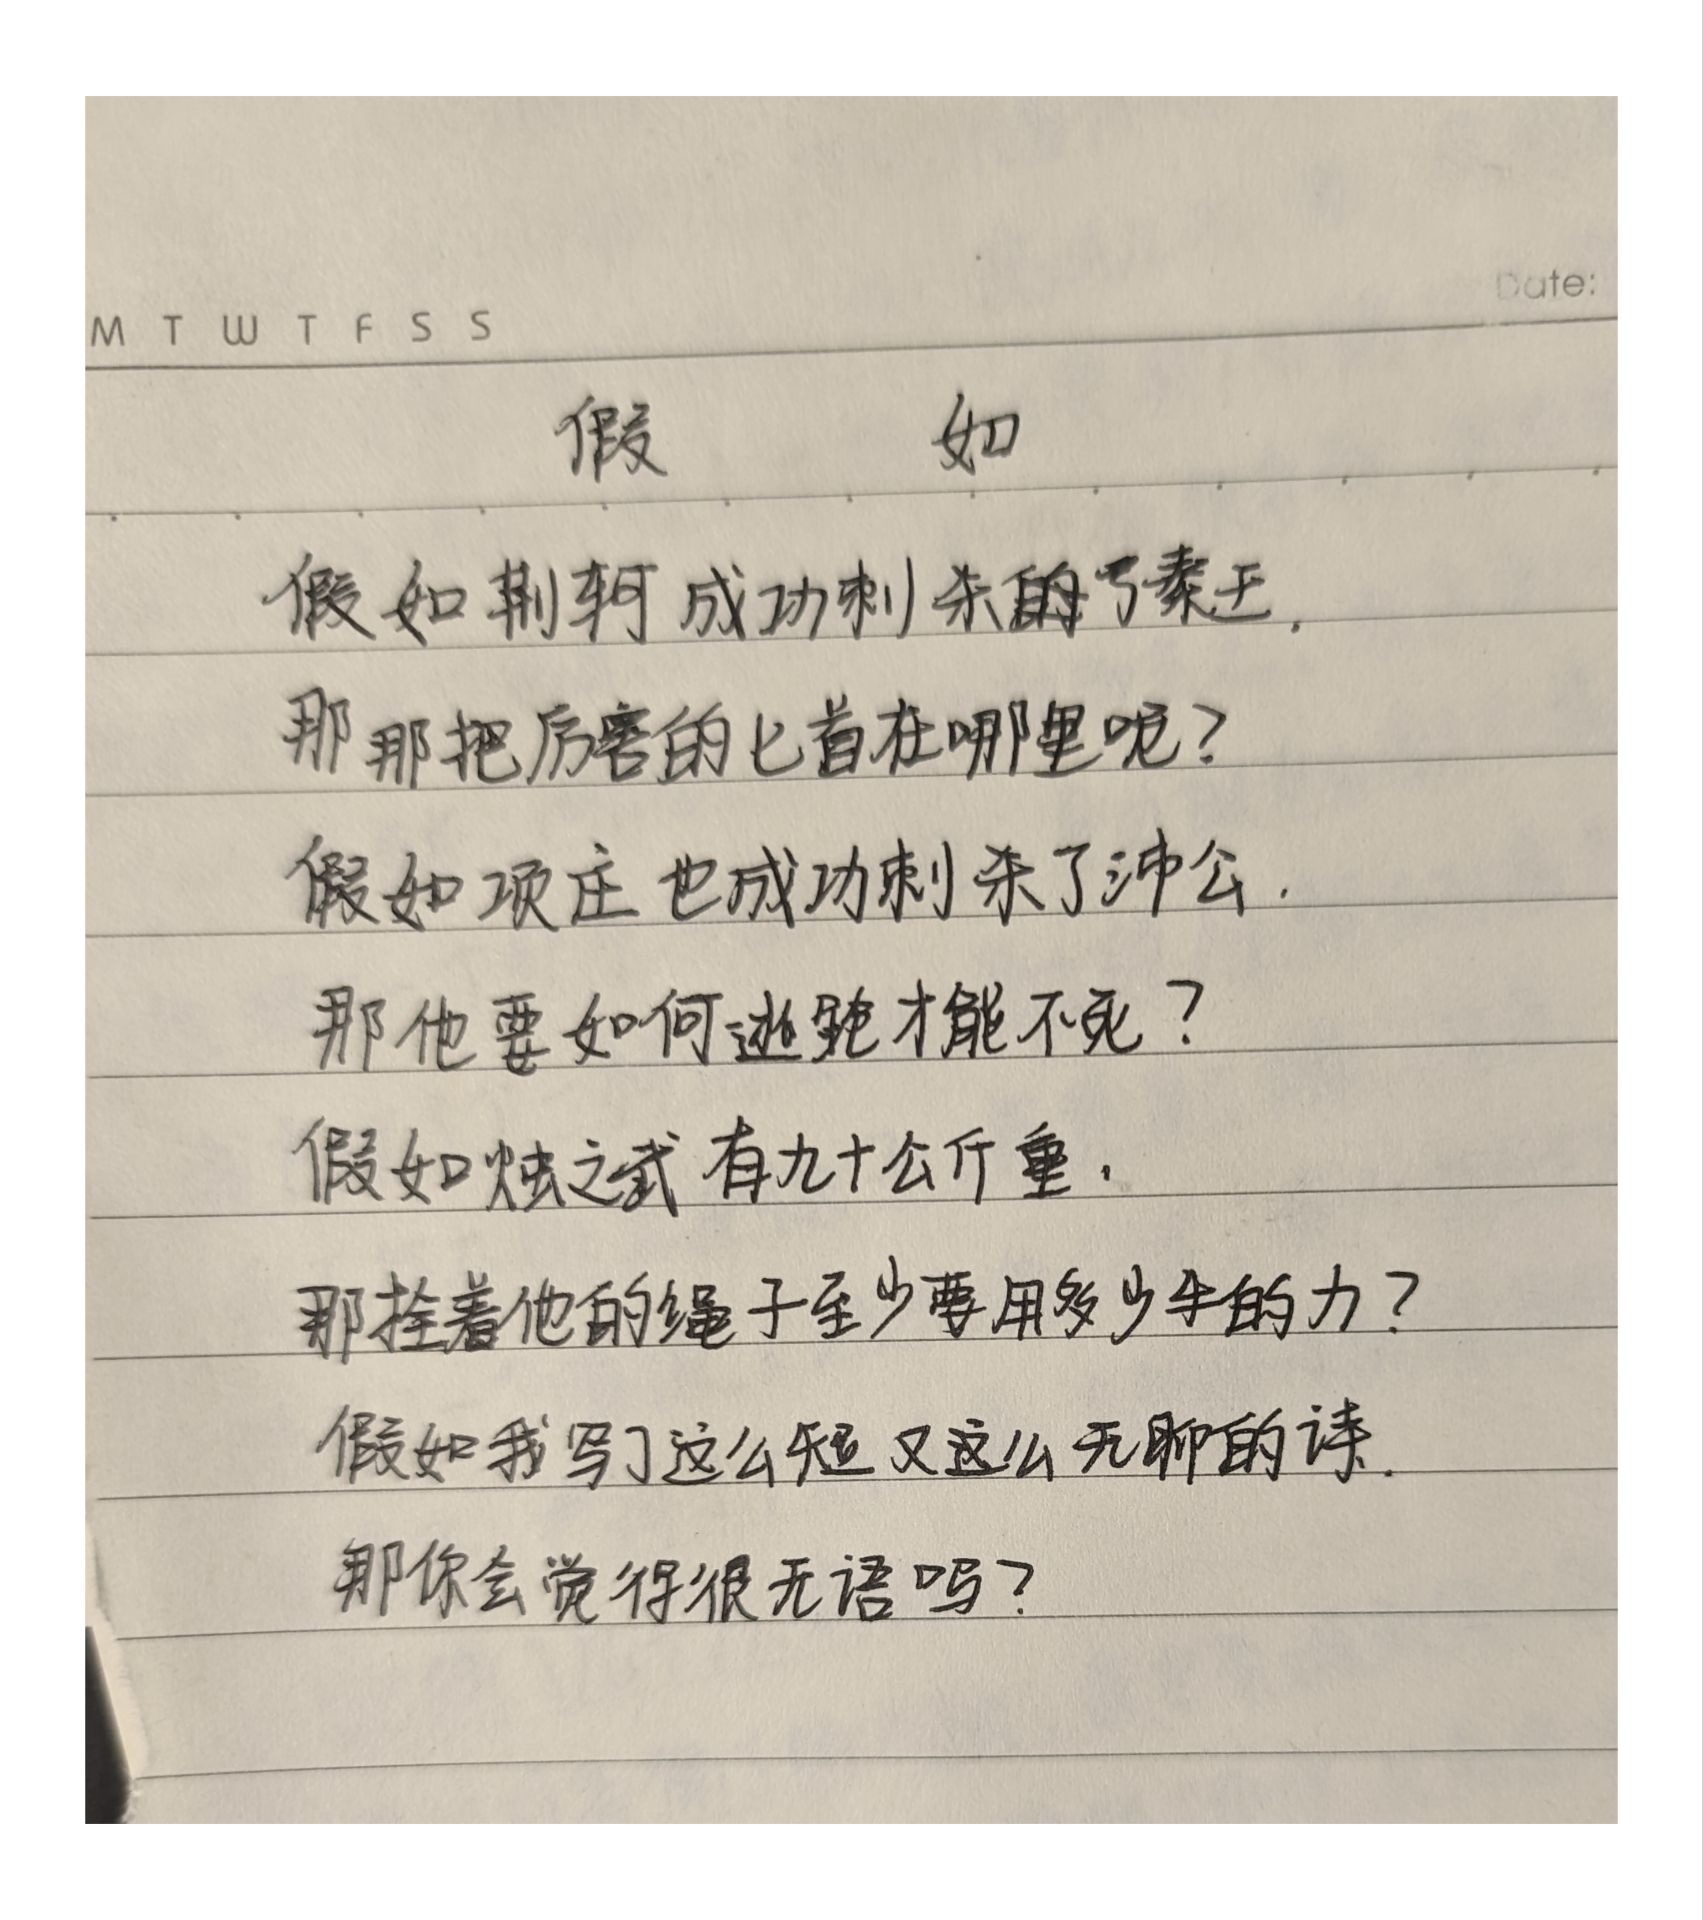 M T W T F S S
Date:
假 如
假如荆轲成功刺杀的了秦王.
那那把厉害的匕首在哪里呢?
假如项庄也成功刺杀了沛公.
那他要如何逃跑才能不死?
假如烛之武有九十公斤重.
那拴着他的绳子至少要用多少牛的力?
假如我写了这么短又这么无聊的诗.
那你会觉得很无语吗?